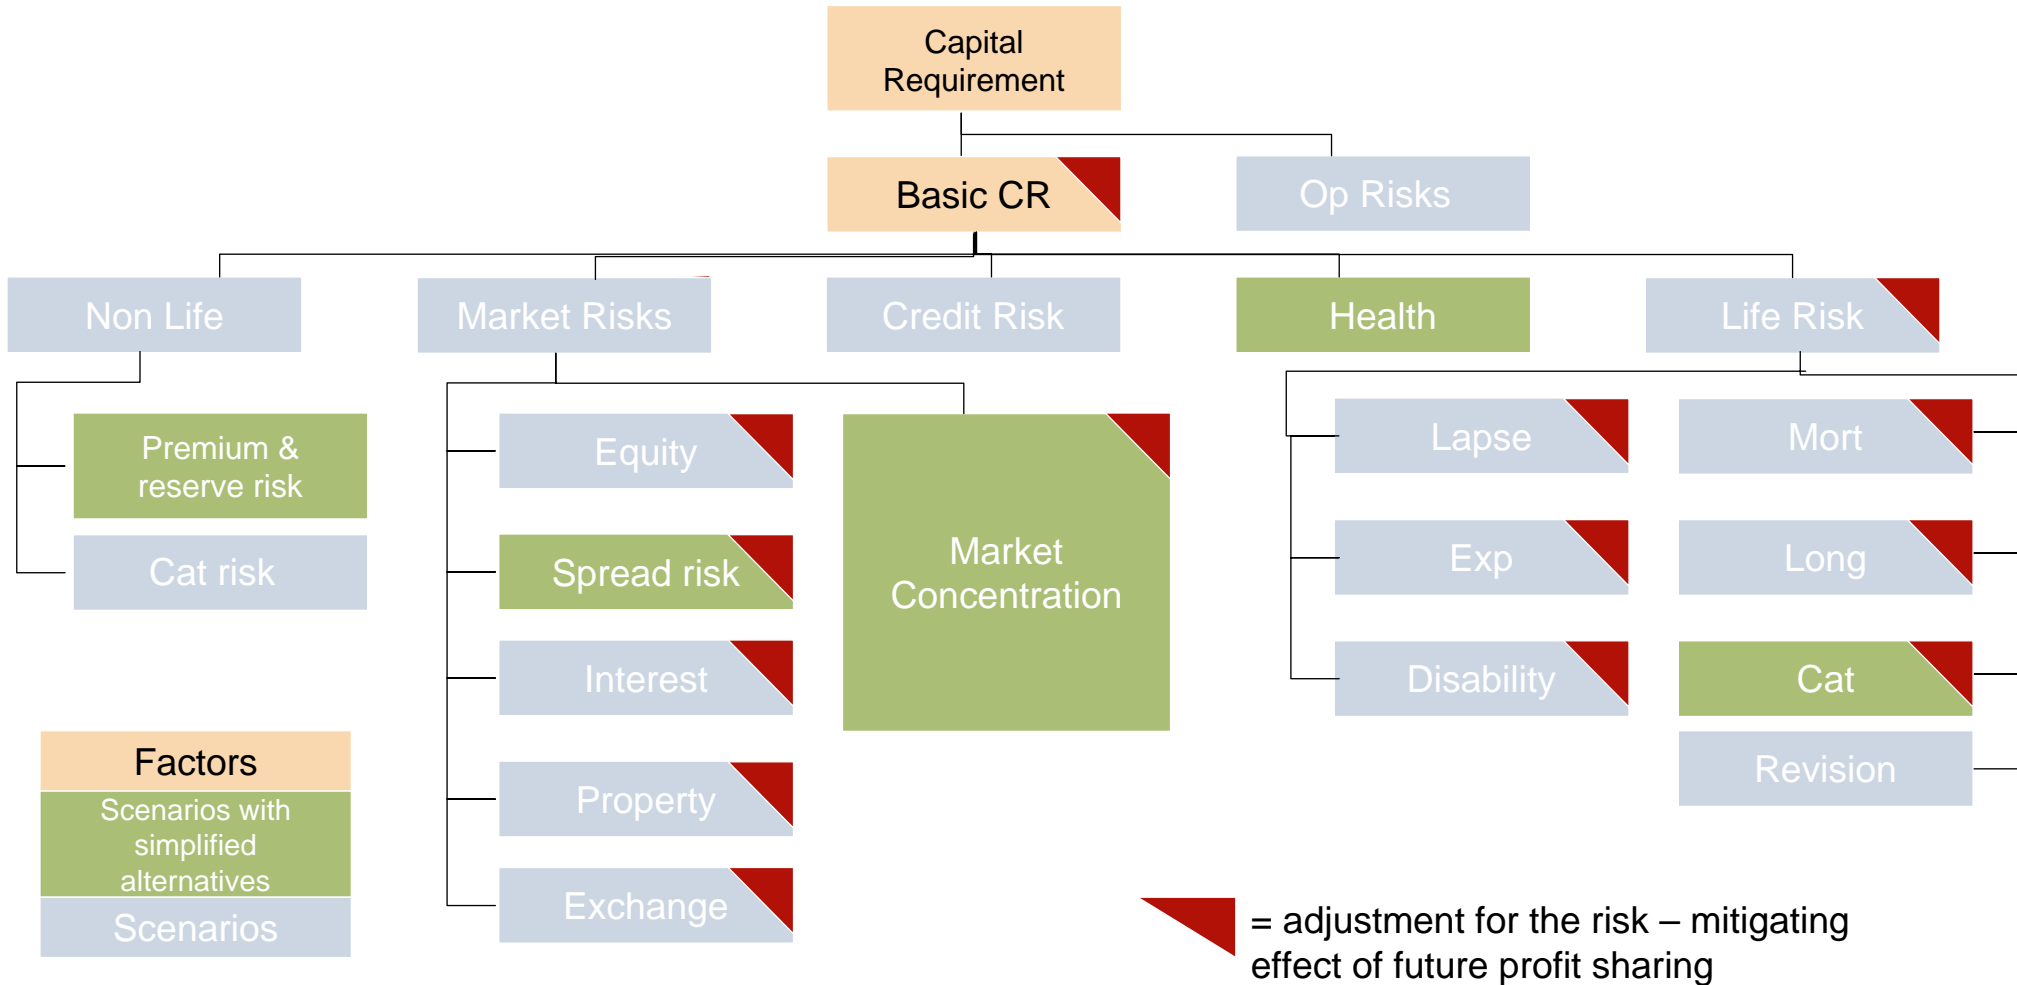 Capital
Requirement
Basic CR
Op Risks
Non Life
Market Risks
Credit Risk
Health
Life Risk
Premium &
reserve risk
Cat risk
Equity
Spread risk
Interest
Property
Exchange
Market
Concentration
Lapse
Exp
Disability
Mort
Long
Cat
Revision
Factors
Scenarios with
simplified
alternatives
Scenarios
= adjustment for the risk – mitigating
effect of future profit sharing